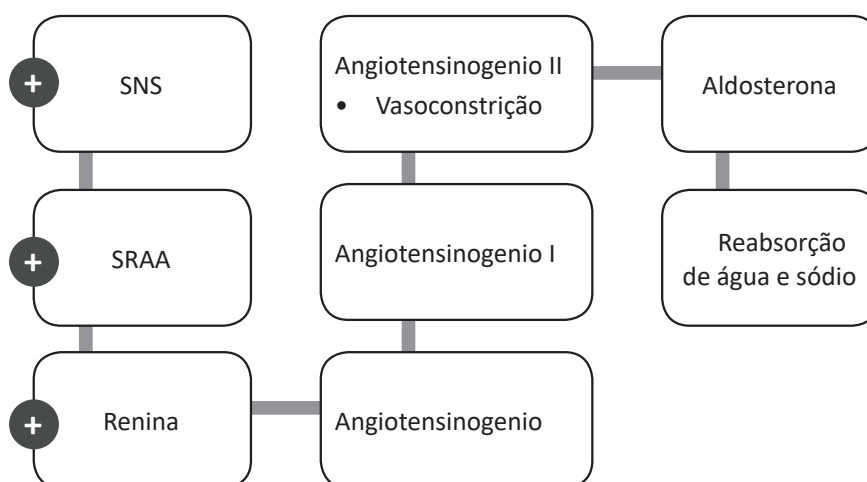 +
SNS
+
SRAA
+
Renina
Angiotensinogenio
Angiotensinogenio I
Angiotensinogenio II
• Vasoconstrição
Aldosterona
Reabsorção
de água e sódio